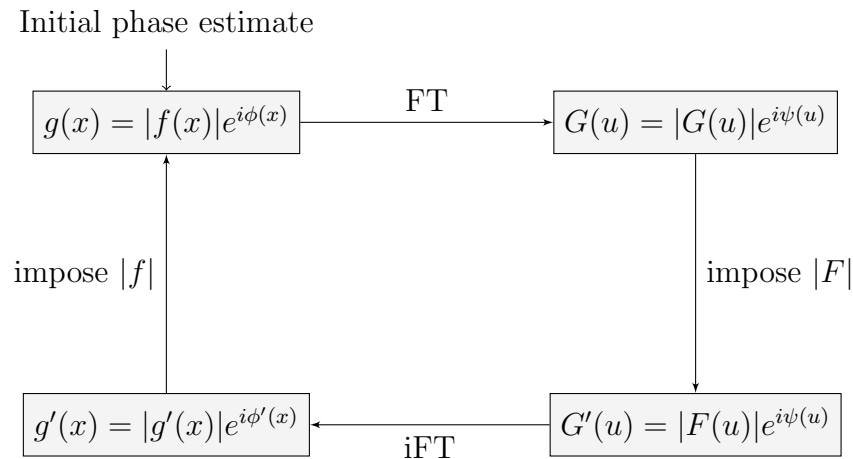 Initial phase estimate
g(x) = |f(x)|e^{iϕ(x)}
FT
G(u) = |G(u)|e^{iψ(u)}
impose |f|
impose |F|
g′(x) = |g′(x)|e^{iϕ′(x)}
iFT
G′(u) = |F(u)|e^{iψ(u)}